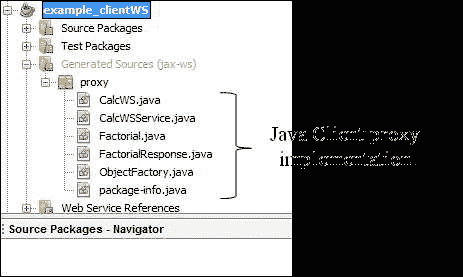 example_clientWS
Source Packages
Test Packages
Generated Sources (jax-ws)
proxy
CalcWS.java
CalcWSService.java
Factorial.java
FactorialResponse.java
ObjectFactory.java
package-info.java
Web Service References
Java Client proxy
implementation
Source Packages - Navigator